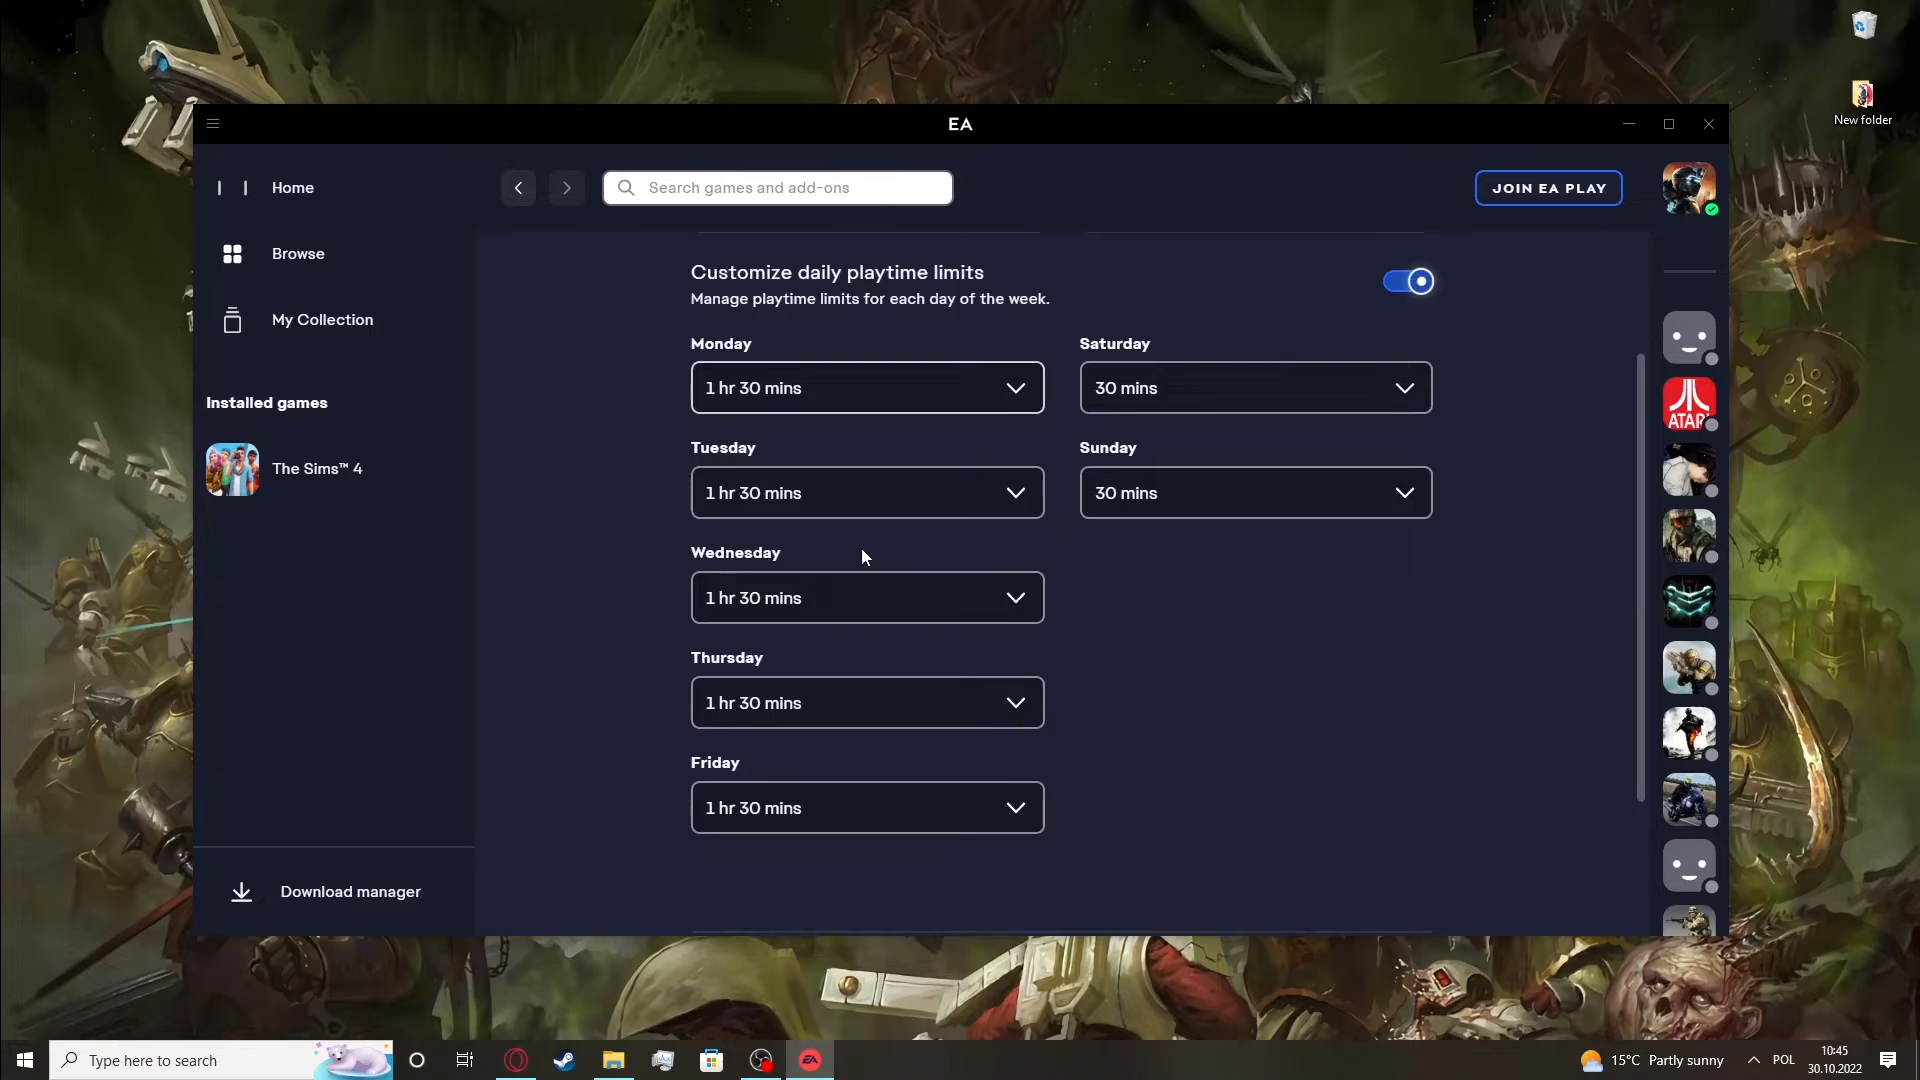 New folder
EA
Home
Search games and add-ons
JOIN EA PLAY
Browse
My Collection
Installed games
The Sims™ 4
Customize daily playtime limits
Manage playtime limits for each day of the week.
Monday
1 hr 30 mins
Saturday
30 mins
Tuesday
1 hr 30 mins
Sunday
30 mins
Wednesday
1 hr 30 mins
Thursday
1 hr 30 mins
Friday
1 hr 30 mins
ATARI
Download manager
Type here to search
EA
15°C Partly sunny
POL
10:45
30.10.2022